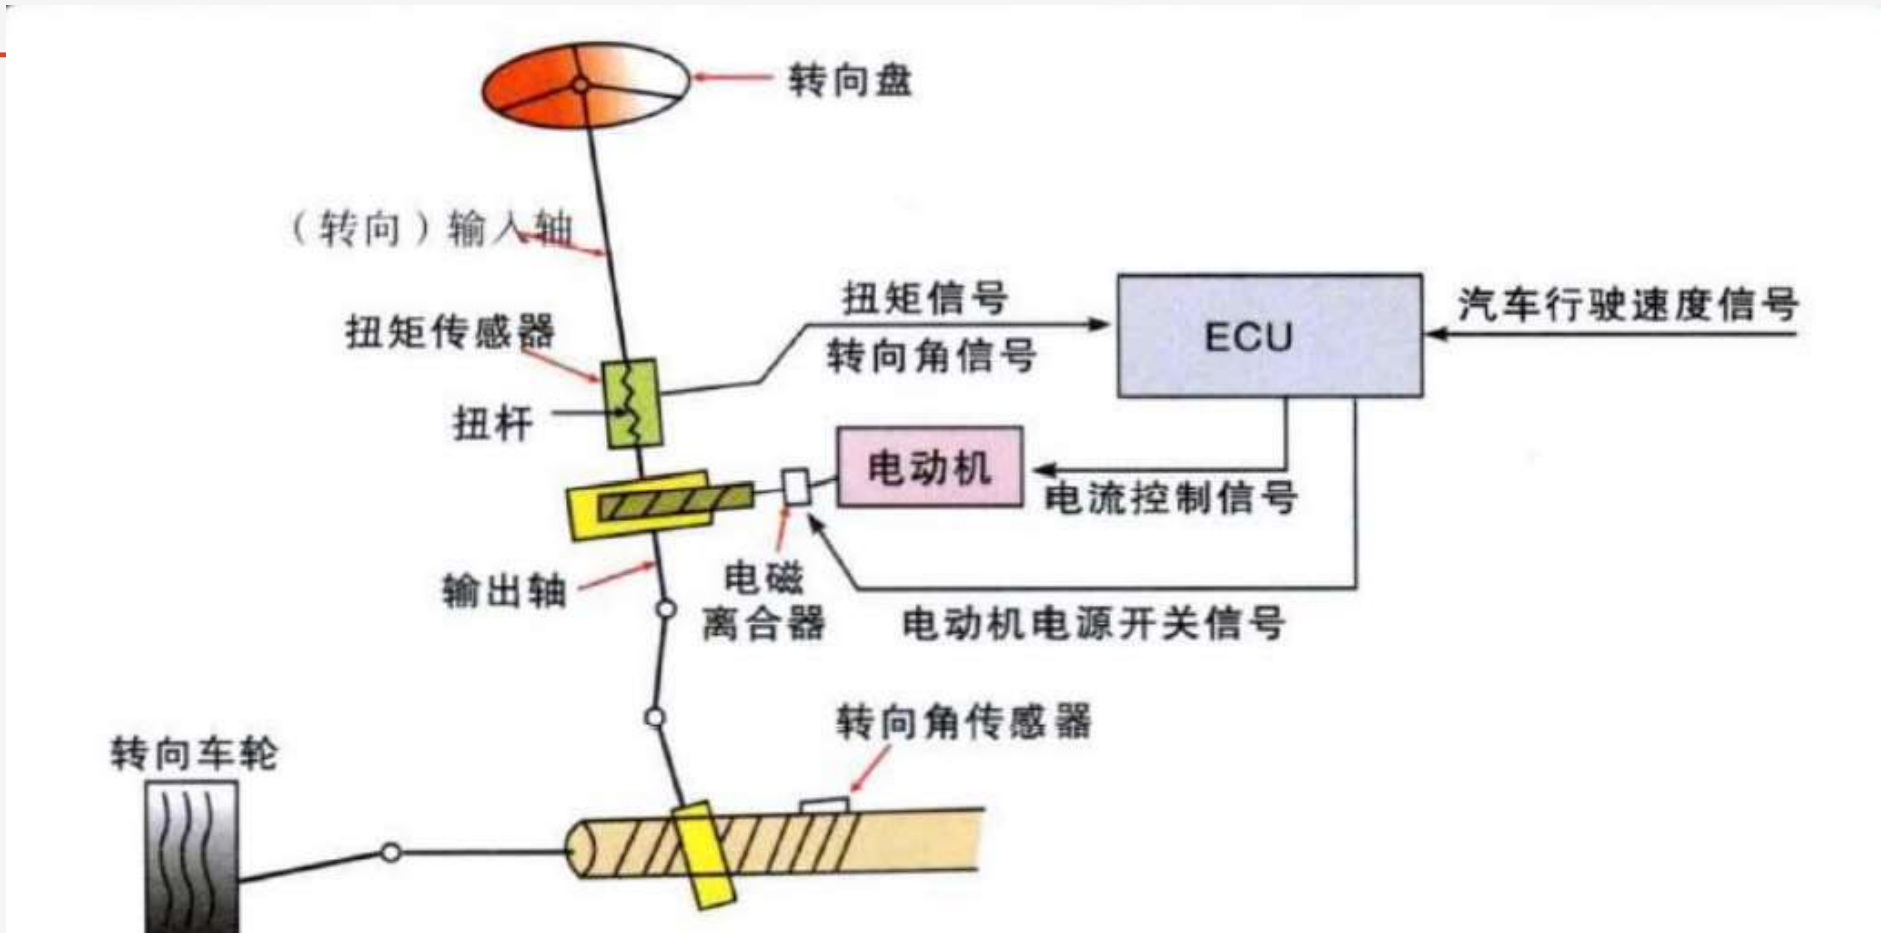 转向盘
（转向）输入轴
扭矩传感器
扭矩信号
转向角信号
ECU
汽车行驶速度信号
扭杆
电动机
电流控制信号
输出轴
电磁
离合器
电动机电源开关信号
转向角传感器
转向车轮